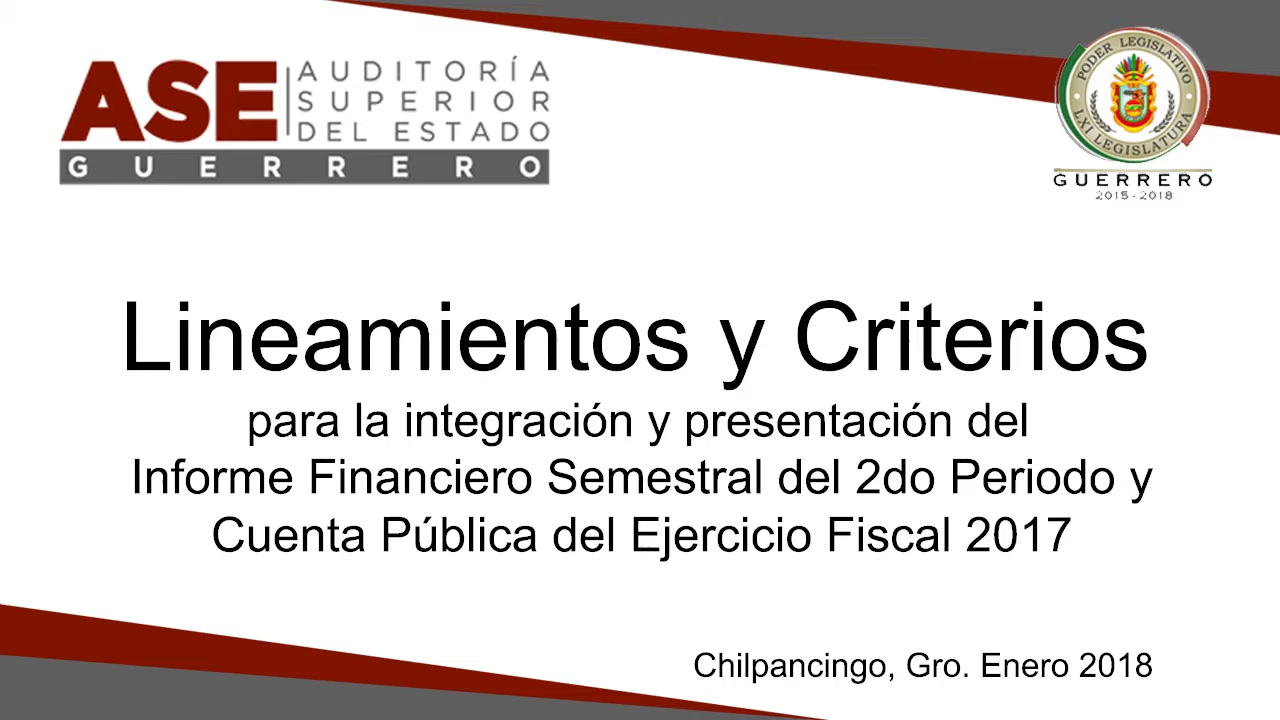 ASE
AUDITORÍA
SUPERIOR
DEL ESTADO
GUERRERO
PODER LEGISLATIVO
LXI LEGISLATURA
GUERRERO
2015 - 2018
Lineamientos y Criterios
para la integración y presentación del
Informe Financiero Semestral del 2do Periodo y
Cuenta Pública del Ejercicio Fiscal 2017
Chilpancingo, Gro. Enero 2018